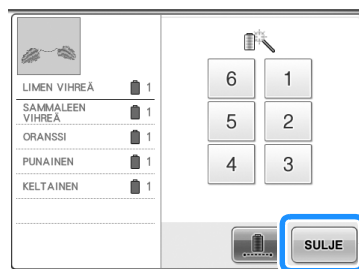 LIMEN VIHREÄ 1
SAMMALEEN
VIHREÄ 1
ORANSSI 1
PUNAINEN 1
KELTAINEN 1
6 1
5 2
4 3
SULJE